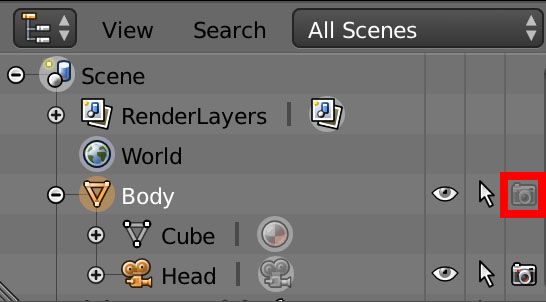 View Search All Scenes
Scene
RenderLayers |
World
Body
Cube |
Head |